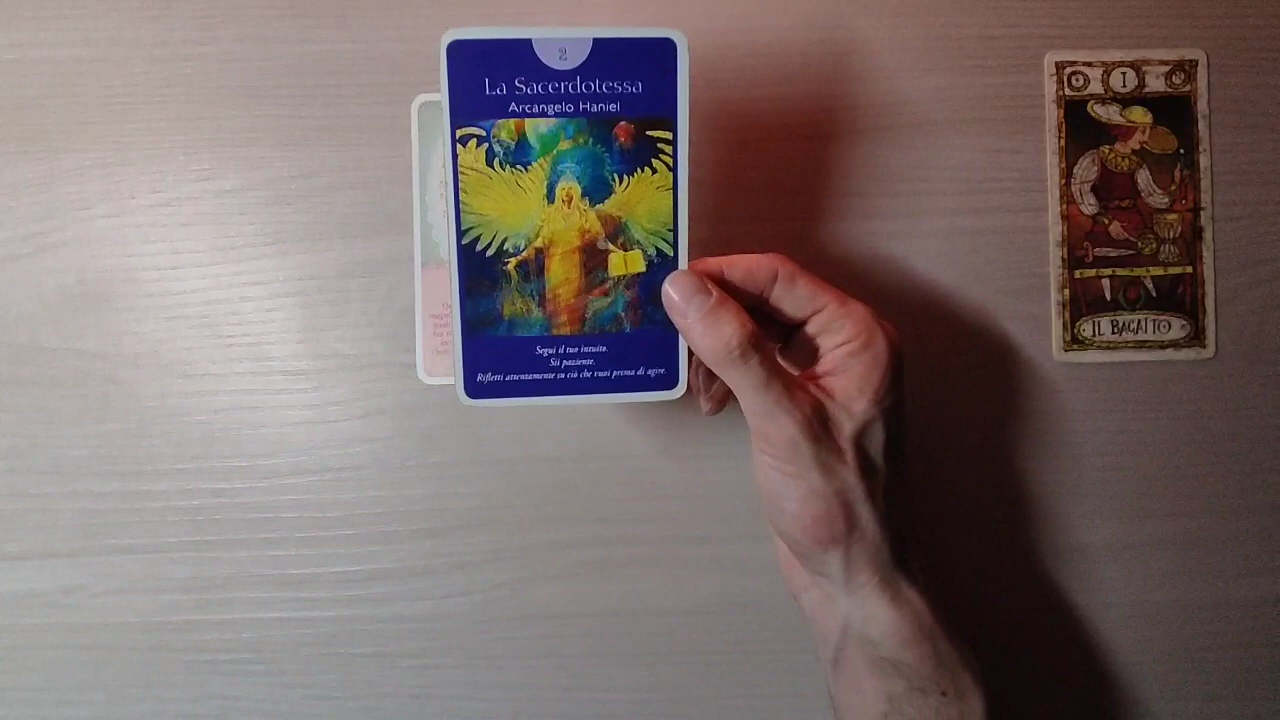 2
La Sacerdotessa
Arcangelo Haniel
Segui il tuo intuito.
Sii paziente.
Rifletti attentamente su ciò che vuoi prima di agire.
I
IL BAGATTO